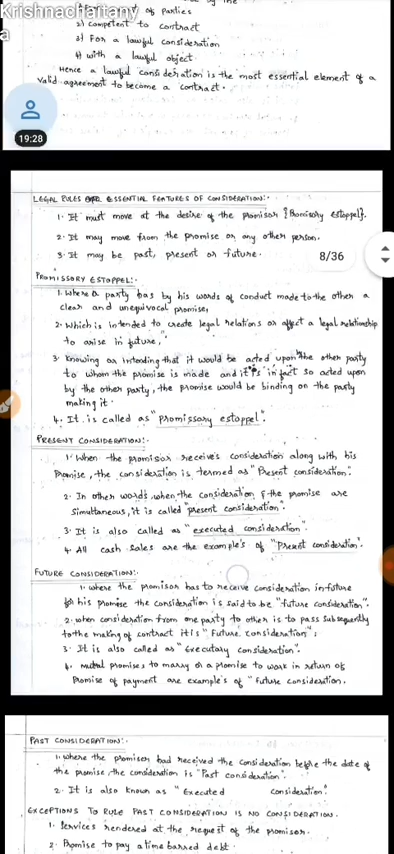 Krishnachaitany
a
of Parties
2) Competent to contract
3) For a lawful consideration
4) with a lawful object
Hence a lawful consideration is the most essential element of a
valid agreement to become a contract.
19:28
LEGAL RULES ESSENTIAL FEATURES OF CONSIDERATION:-
1. It must move at the desire of the promisor [Promissory Estoppel].
2. It may move from the promise or any other person.
3. It may be past, present or future.
8/36
PROMISSORY ESTOPPEL:-
1. Where a party has by his words of conduct made to the other a
clear and unequivocal promise,
2. Which is intended to create legal relations or affect a legal relationship
to arise in future,
3. Knowing or intending that it would be acted upon the other party
to whom the promise is made and it is in fact so acted upon
by the other party, the promise would be binding on the party
making it.
4. It is called as "Promissory estoppel".
PRESENT CONSIDERATION:-
1. When the promisor receives consideration along with his
Promise, the consideration is termed as "Present consideration".
2. In other words, when the consideration & the promise are
Simultaneous, it is called "present consideration".
3. It is also called as "executed consideration"
4. All cash sales are the example's of "Present consideration".
FUTURE CONSIDERATION:-
1. where the promisor has to receive consideration in future
for his promise the consideration is said to be "future consideration".
2. when consideration from one party to other is to pass subsequently
to the making of contract it is "Future consideration";
3. It is also called as "Executary consideration".
4. mutual promises to marry or a promise to work in return of
Promise of payment are example's of "Future consideration.
PAST CONSIDERATION:-
1. where the promisor had received the consideration before the date of
the promise, the consideration is "Past consideration".
2. It is also known as "Executed consideration".
EXCEPTIONS TO RULE PAST CONSIDERATION IS NO CONSIDERATION.
1. Services rendered at the request of the promisor.
2. Promise to pay a time barred debt.